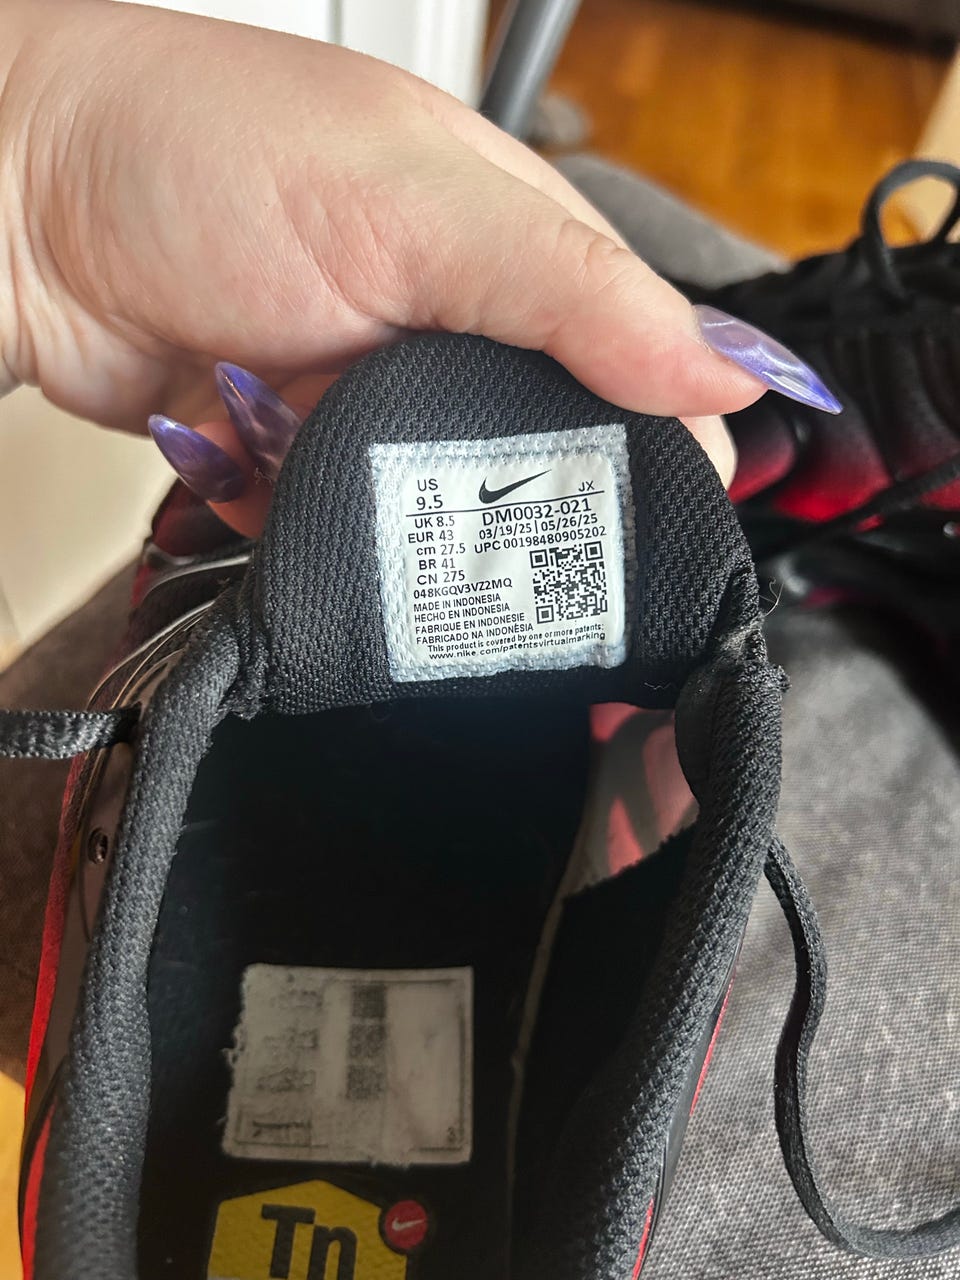 US
9.5
JX
UK 8.5
DM0032-021
EUR 43
03/19/25 | 05/26/25
cm 27.5
UPC 00198480905202
BR 41
CN 275
048KGQV3VZ2MQ
MADE IN INDONESIA
HECHO EN INDONESIA
FABRIQUE EN INDONESIE
FABRICADO NA INDONÉSIA
This product is covered by one or more patents:
www.nike.com/patentsvirtualmarking
Tn